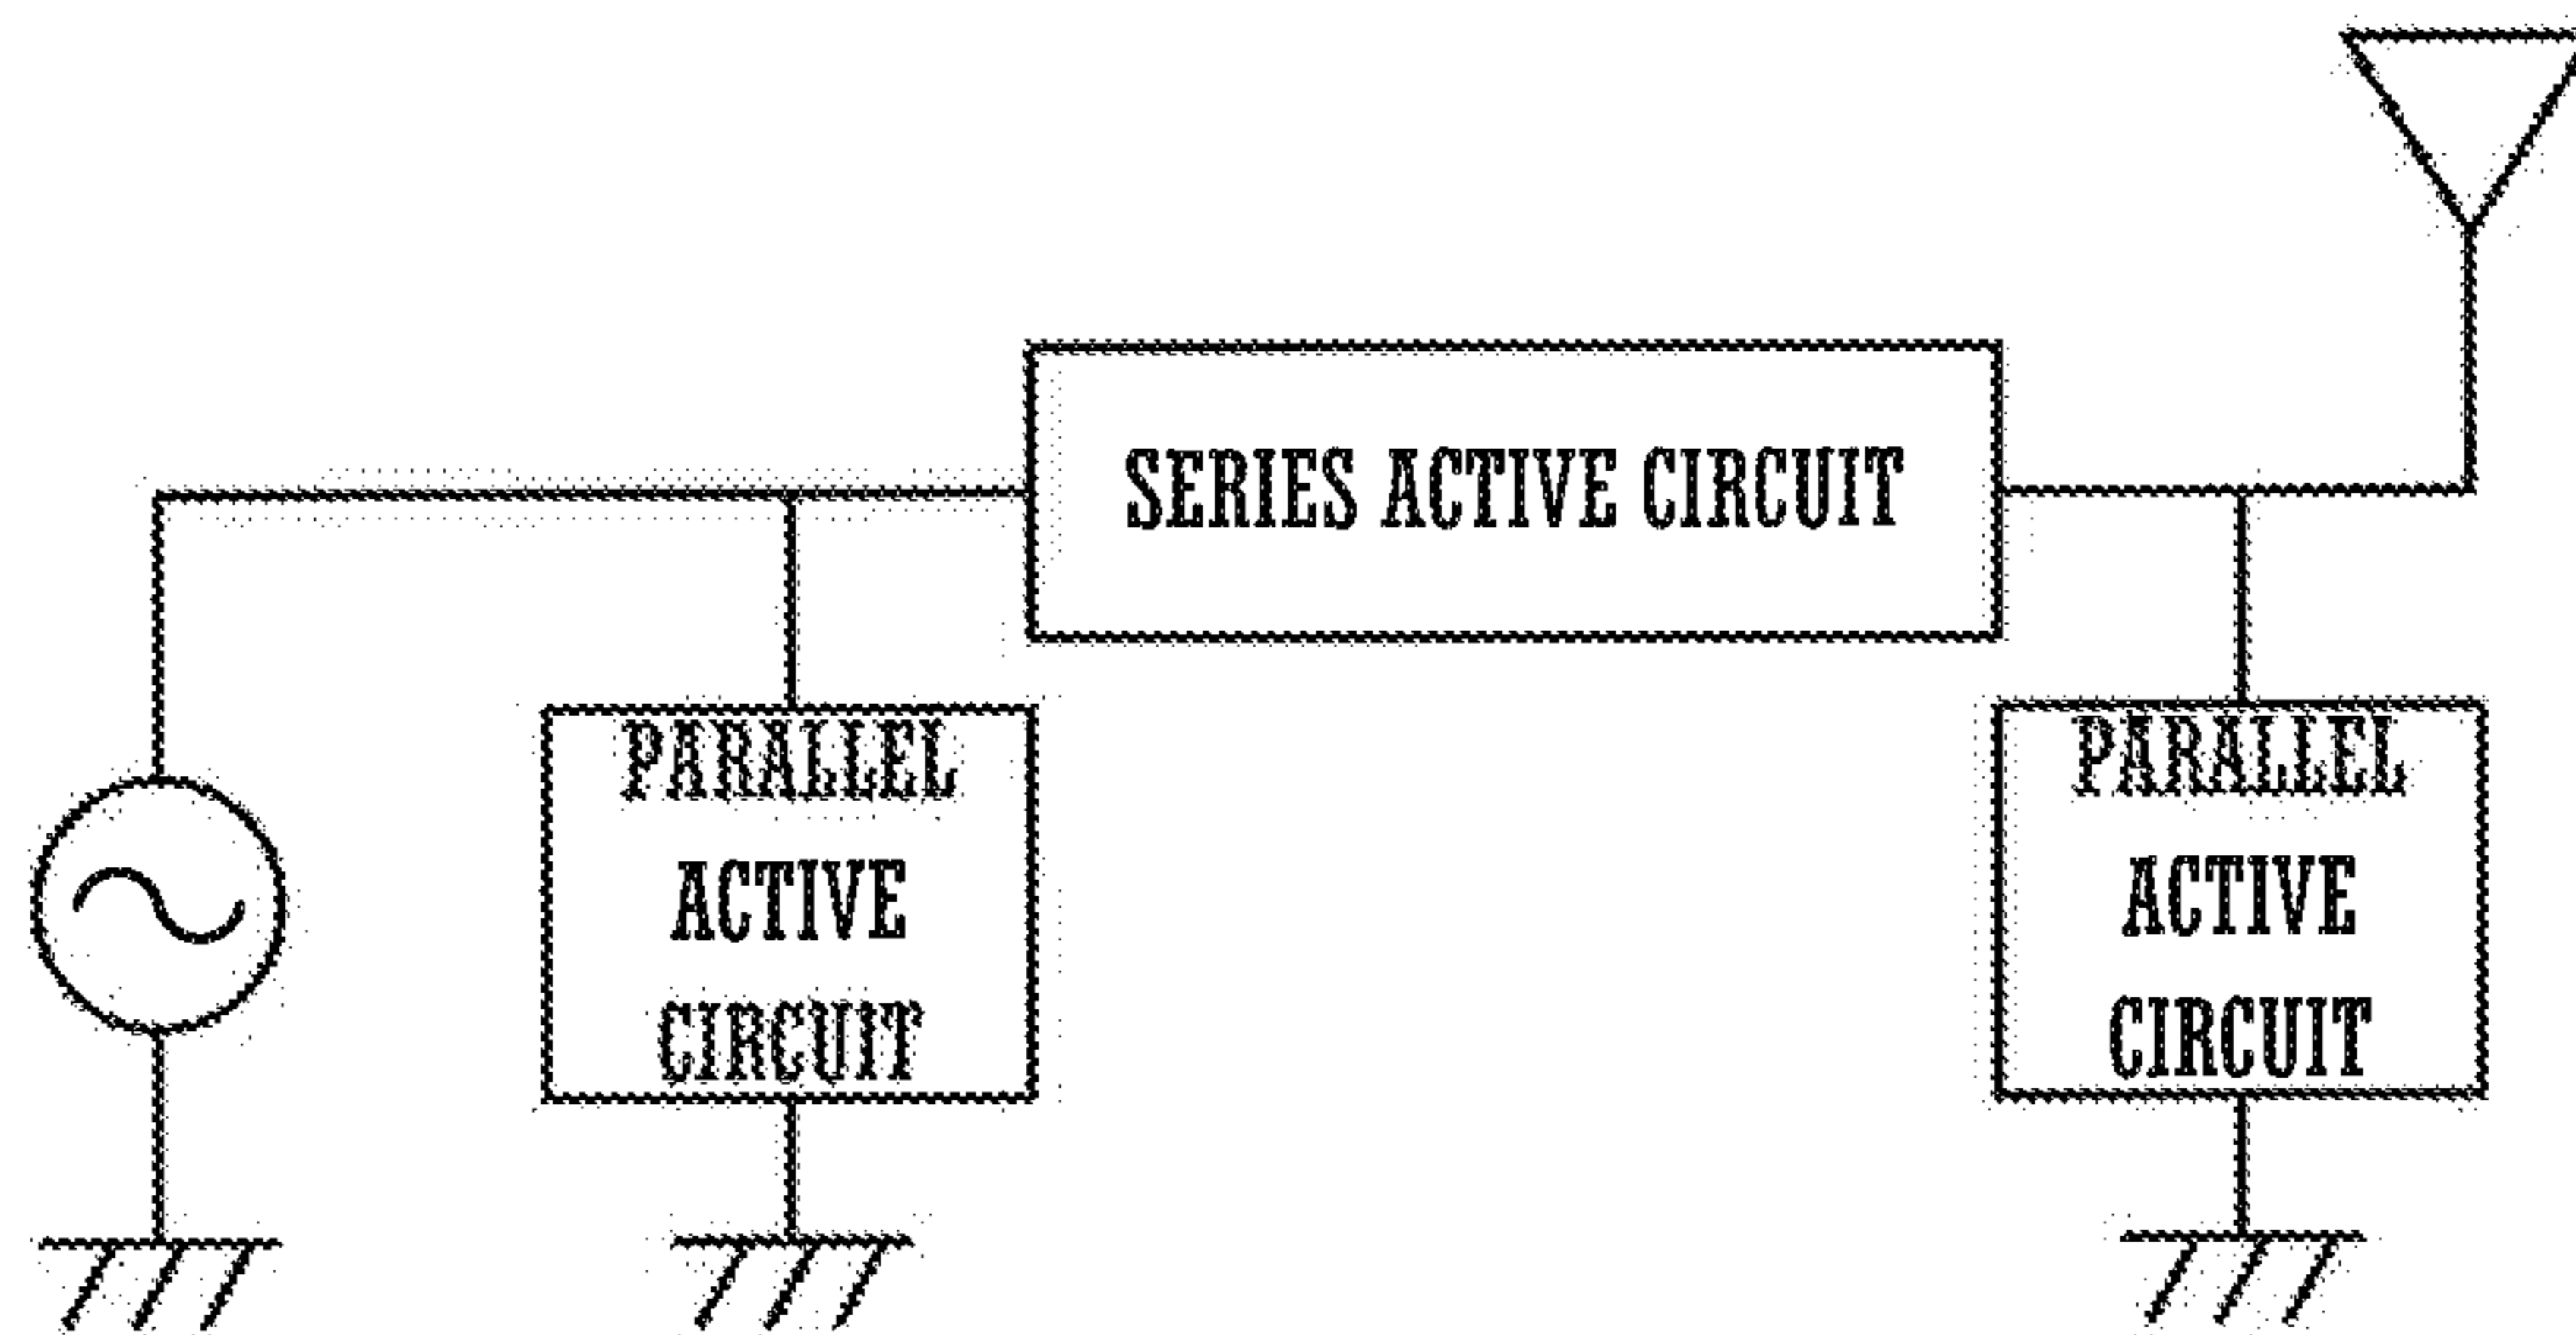 SERIES ACTIVE CIRCUIT
PARALLEL
ACTIVE
CIRCUIT
PARALLEL
ACTIVE
CIRCUIT